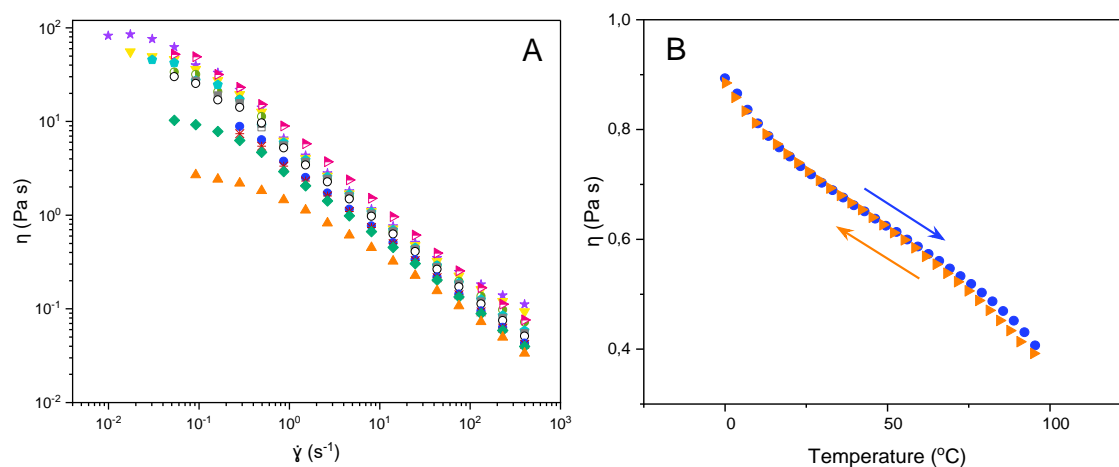 A
η (Pa s)
10²
10¹
10⁰
10⁻¹
10⁻²
10⁻² 10⁻¹ 10⁰ 10¹ 10² 10³
γ̇ (s⁻¹)
B
η (Pa s)
1,0
0,8
0,6
0,4
0 50 100
Temperature (ºC)